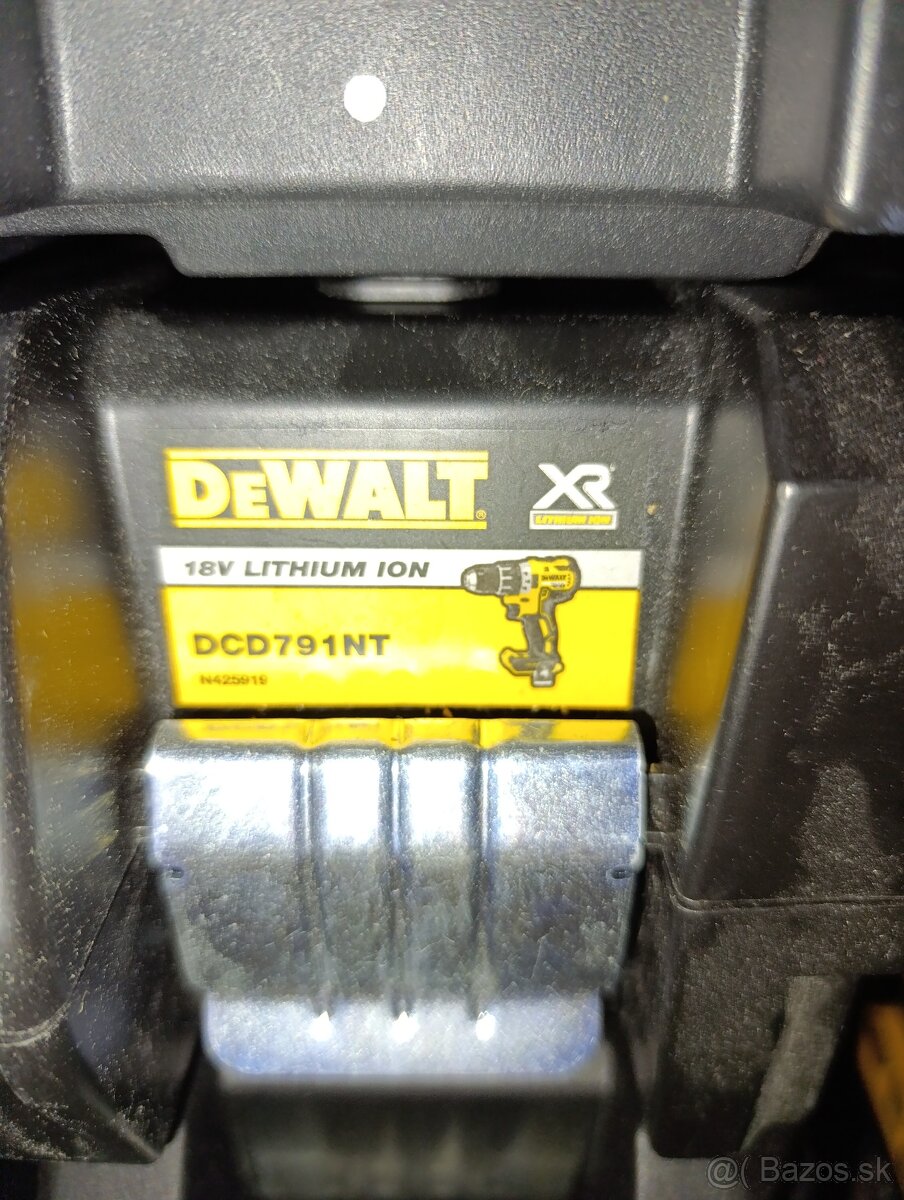 DEWALT®
XR
LITHIUM ION
18V LITHIUM ION
DEWALT
DCD791NT
N425919
@( Bazos.sk